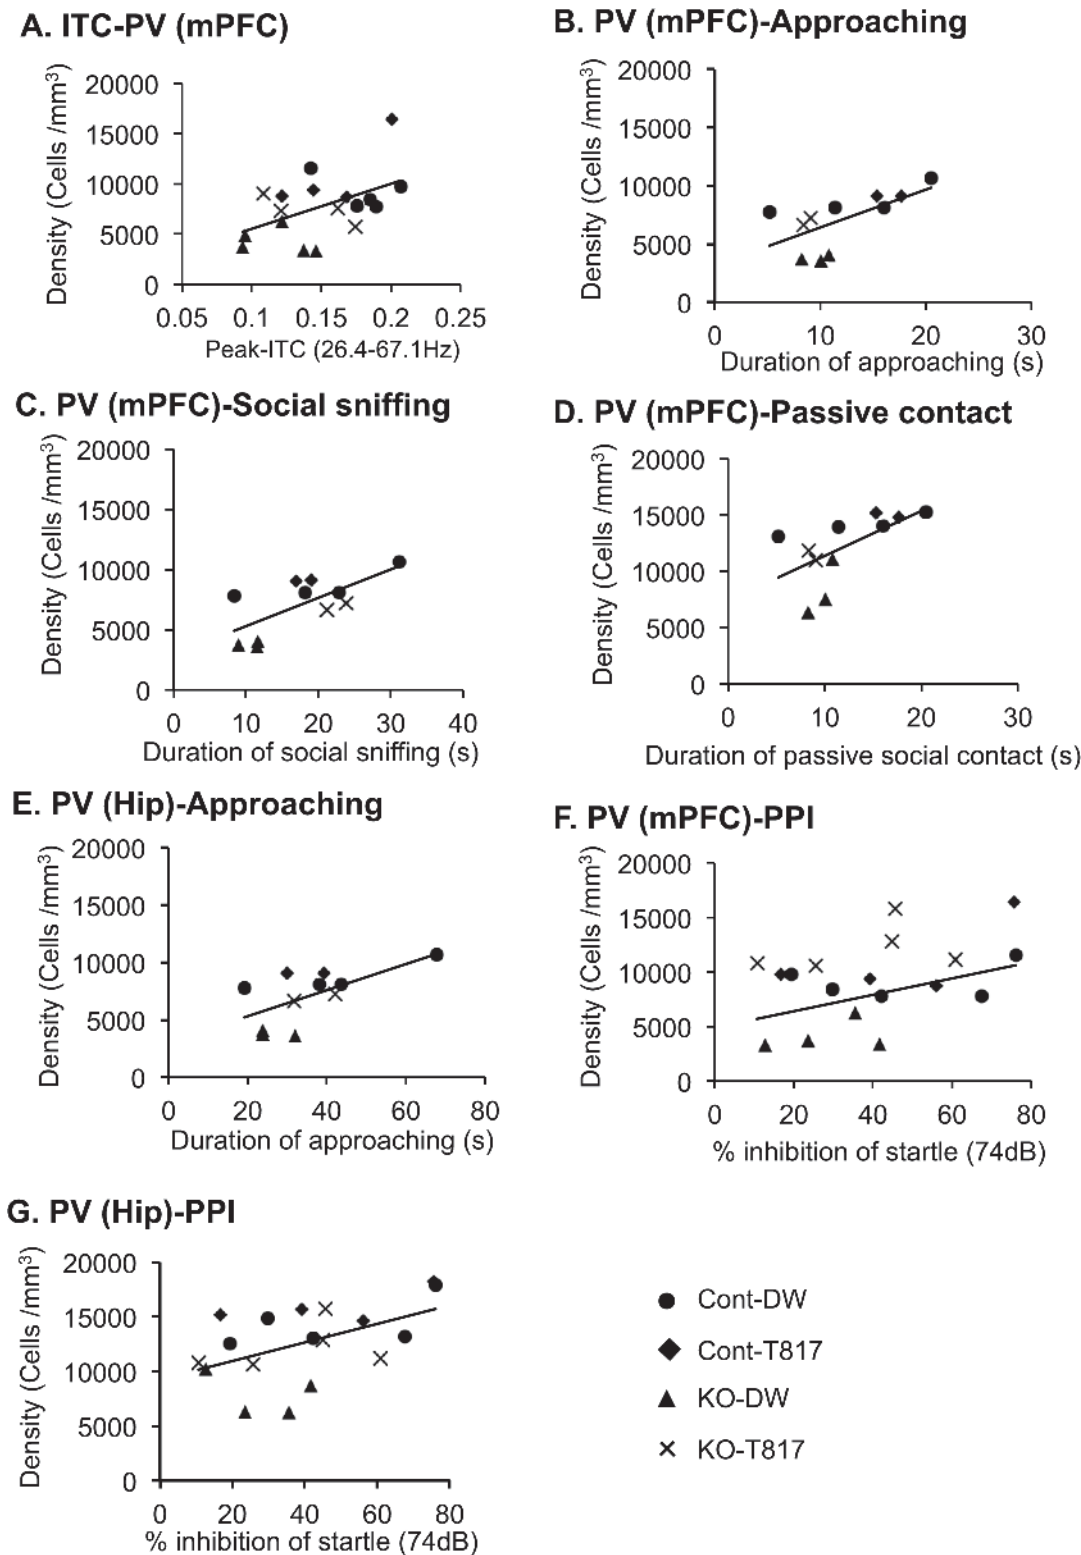 A. ITC-PV (mPFC)
Density (Cells /mm³)
20000
15000
10000
5000
0
0.05 0.1 0.15 0.2 0.25
Peak-ITC (26.4-67.1Hz)
B. PV (mPFC)-Approaching
Density (Cells /mm³)
20000
15000
10000
5000
0
0 10 20 30
Duration of approaching (s)
C. PV (mPFC)-Social sniffing
Density (Cells /mm³)
20000
15000
10000
5000
0
0 10 20 30 40
Duration of social sniffing (s)
D. PV (mPFC)-Passive contact
Density (Cells /mm³)
20000
15000
10000
5000
0
0 10 20 30
Duration of passive social contact (s)
E. PV (Hip)-Approaching
Density (Cells /mm³)
20000
15000
10000
5000
0
0 20 40 60 80
Duration of approaching (s)
F. PV (mPFC)-PPI
Density (Cells /mm³)
20000
15000
10000
5000
0
0 20 40 60 80
% inhibition of startle (74dB)
G. PV (Hip)-PPI
Density (Cells /mm³)
20000
15000
10000
5000
0
0 20 40 60 80
% inhibition of startle (74dB)
Cont-DW
Cont-T817
KO-DW
KO-T817